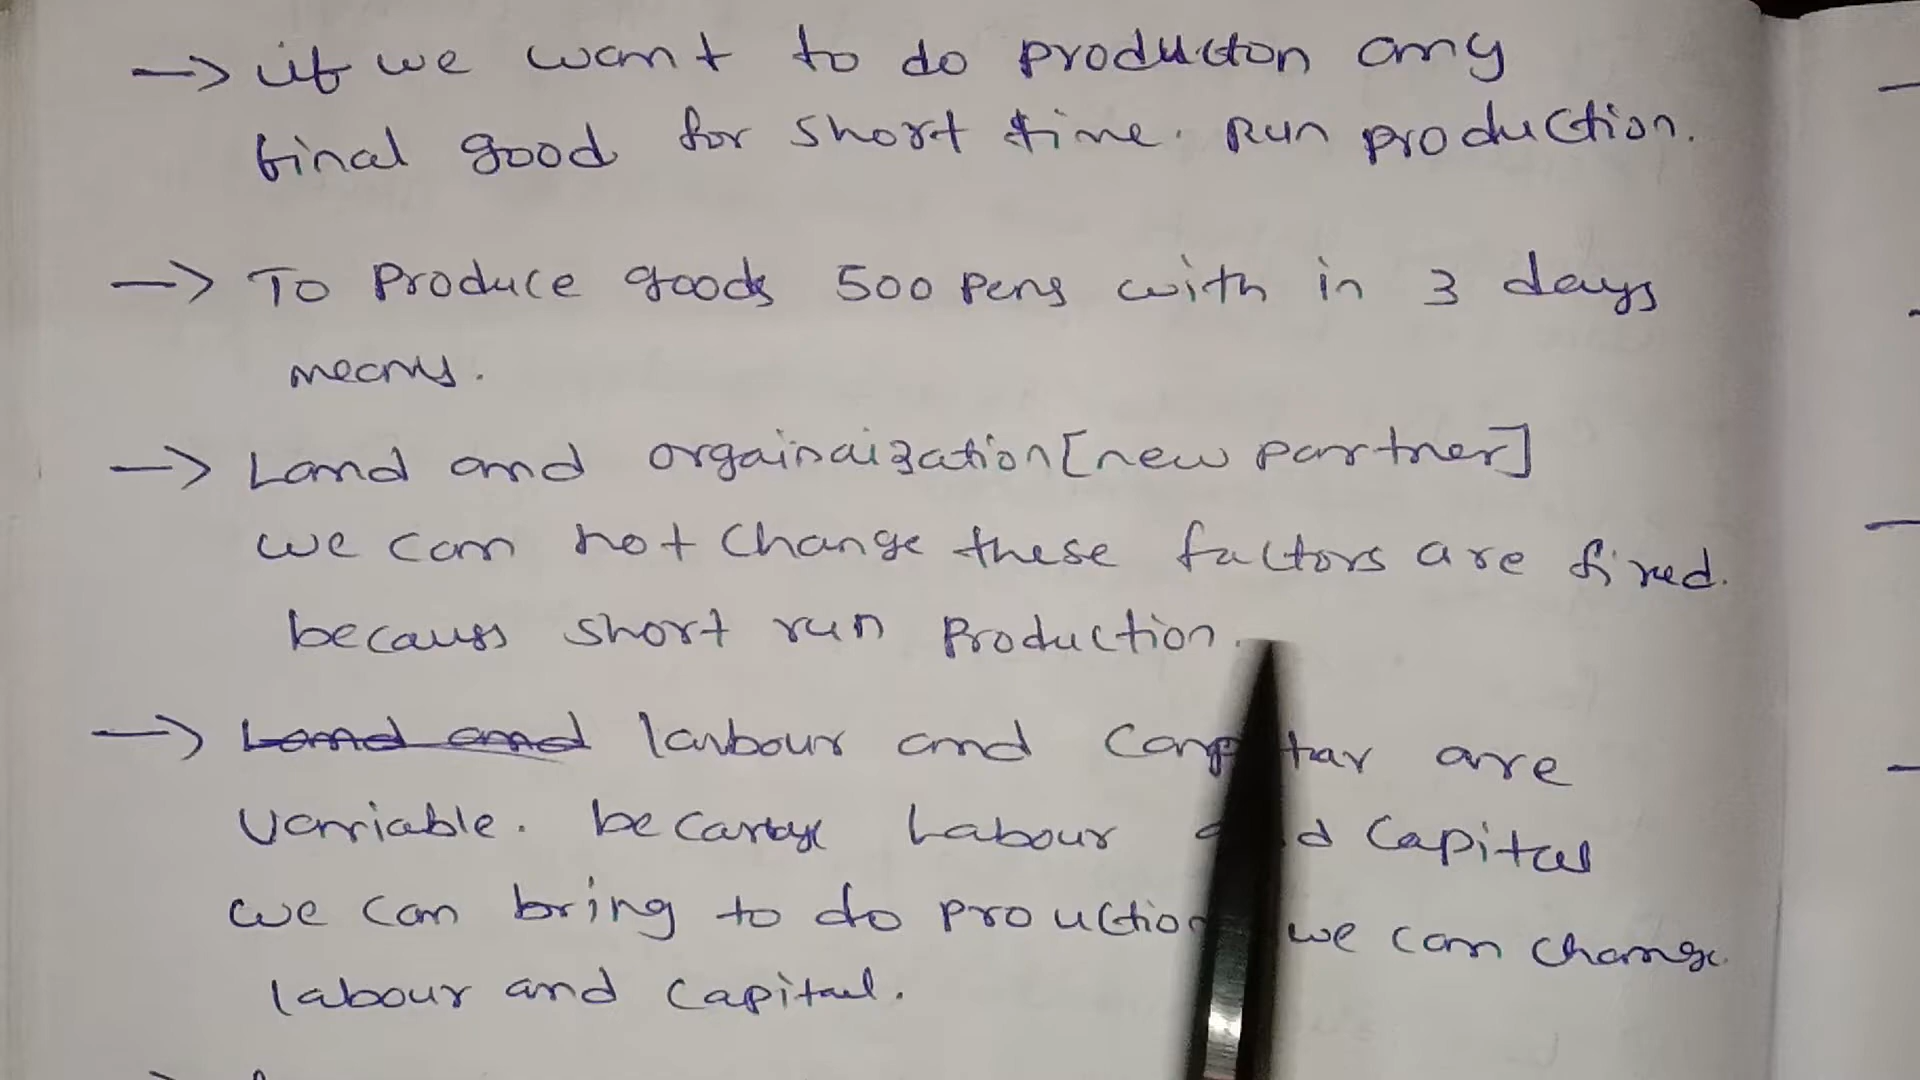 -> if we want to do producton any
final good for short time. Run production.
-> To Produce goods 500 Pens with in 3 days
means.
-> Land and orgainaization [new partner]
we can not change these factors are fixed.
because short run Production.
-> Land and labour and are
Variable. because Labour Capital
we can bring to do prouction we can change
labour and capital.